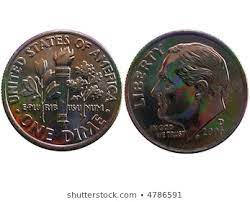 UNITED STATES OF AMERICA
E·PLURIBUS UNUM
ONE DIME
LIBERTY
IN GOD
WE TRUST
D
shutterstock.com • 4786591